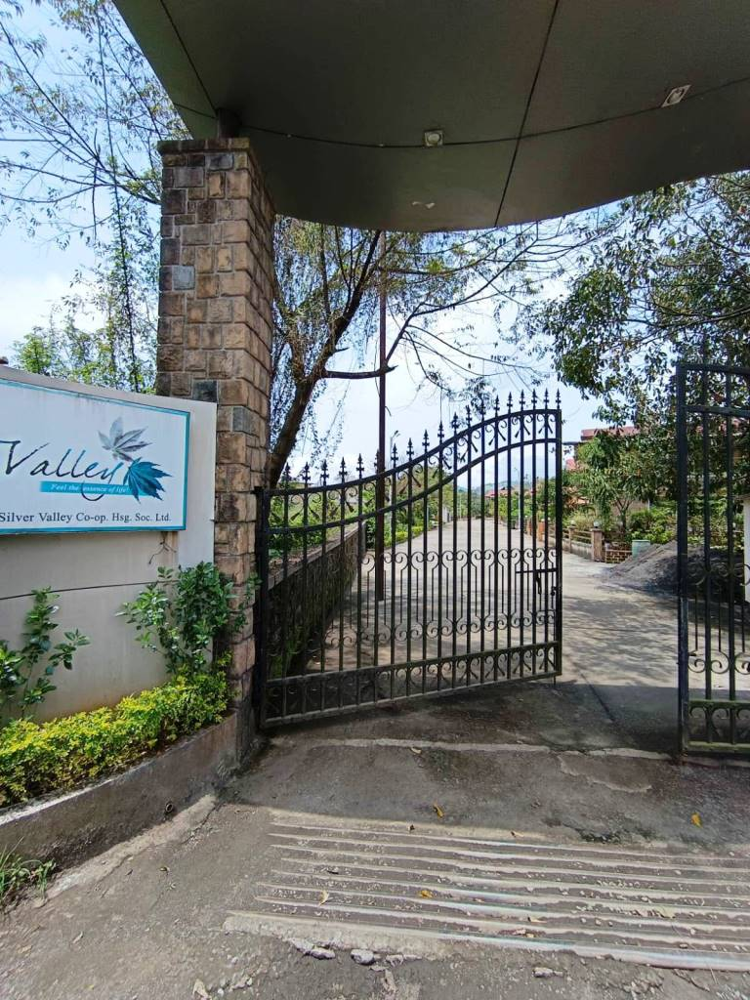 Valley
Feel the essence of life!
Silver Valley Co-op. Hsg. Soc. Ltd.